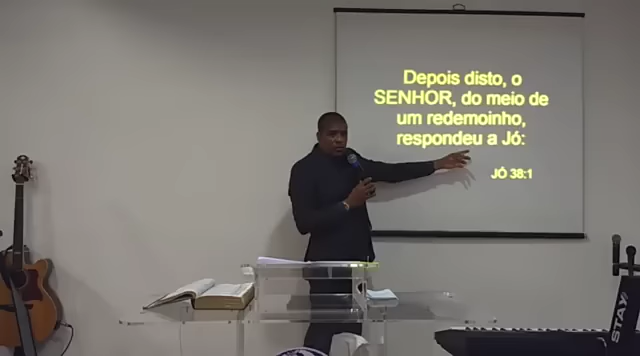 Depois disto, o
SENHOR, do meio de
um redemoinho,
respondeu a Jó:
JÓ 38:1
STAY